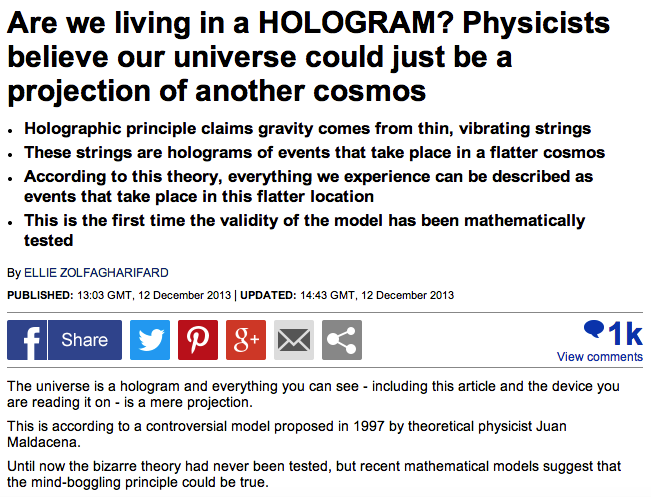 Are we living in a HOLOGRAM? Physicists
believe our universe could just be a
projection of another cosmos
• Holographic principle claims gravity comes from thin, vibrating strings
• These strings are holograms of events that take place in a flatter cosmos
• According to this theory, everything we experience can be described as
events that take place in this flatter location
• This is the first time the validity of the model has been mathematically
tested
By ELLIE ZOLFAGHARIFARD
PUBLISHED: 13:03 GMT, 12 December 2013 | UPDATED: 14:43 GMT, 12 December 2013
f Share g+ 1k
View comments
The universe is a hologram and everything you can see - including this article and the device you
are reading it on - is a mere projection.
This is according to a controversial model proposed in 1997 by theoretical physicist Juan
Maldacena.
Until now the bizarre theory had never been tested, but recent mathematical models suggest that
the mind-boggling principle could be true.